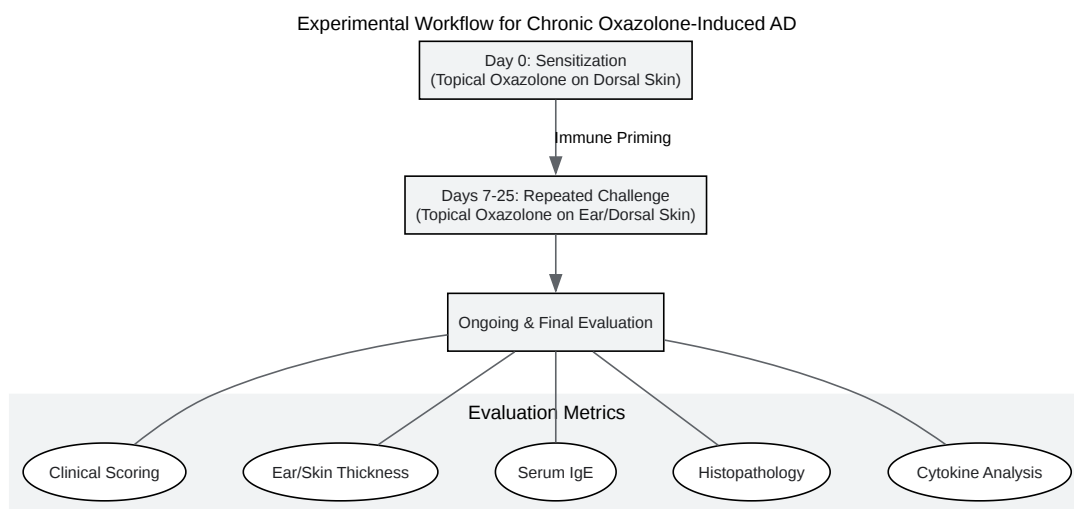 Experimental Workflow for Chronic Oxazolone-Induced AD
Day 0: Sensitization
(Topical Oxazolone on Dorsal Skin)
Immune Priming
Days 7-25: Repeated Challenge
(Topical Oxazolone on Ear/Dorsal Skin)
Ongoing & Final Evaluation
Evaluation Metrics
Clinical Scoring
Ear/Skin Thickness
Serum IgE
Histopathology
Cytokine Analysis